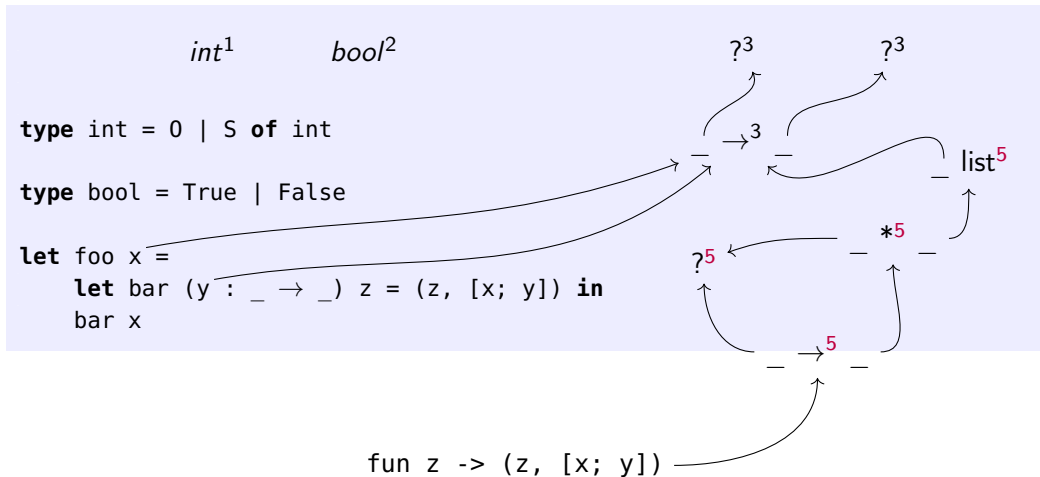 int¹ bool² ?³ ?³
type int = O | S of int
_ →³ _
_ list⁵
type bool = True | False
_ *⁵ _
let foo x =
?⁵
let bar (y : _ → _) z = (z, [x; y]) in
bar x
_ →⁵ _
fun z -> (z, [x; y])